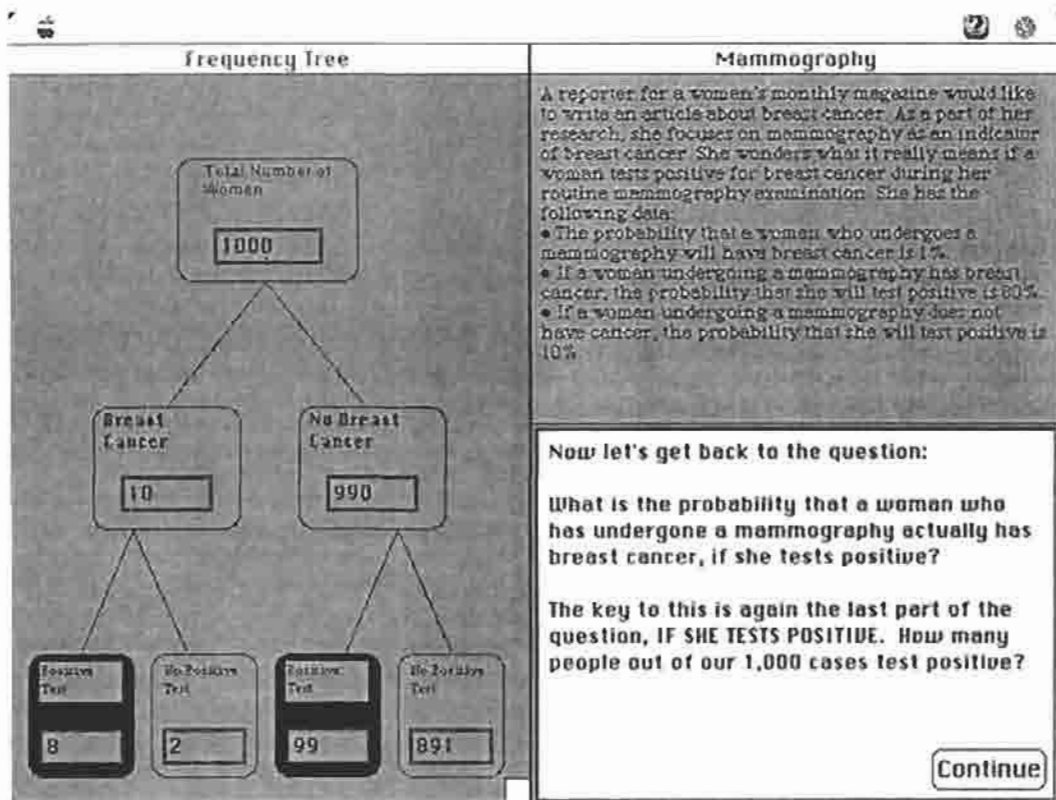 Frequency Tree
Total Number of
Women
1000
Breast
Cancer
10
No Breast
Cancer
990
Positive
Test
8
No Positive
Test
2
Positive
Test
99
No Positive
Test
891
Mammography
A reporter for a women's monthly magazine would like
to write an article about breast cancer. As a part of her
research, she focuses on mammography as an indicator
of breast cancer. She wonders what it really means if a
woman tests positive for breast cancer during her
routine mammography examination. She has the
following data:
• The probability that a woman who undergoes a
mammography will have breast cancer is 1%.
• If a woman undergoing a mammography has breast
cancer, the probability that she will test positive is 80%.
• If a woman undergoing a mammography does not
have cancer, the probability that she will test positive is
10%
Now let's get back to the question:
What is the probability that a woman who
has undergone a mammography actually has
breast cancer, if she tests positive?
The key to this is again the last part of the
question, IF SHE TESTS POSITIVE. How many
people out of our 1,000 cases test positive?
Continue